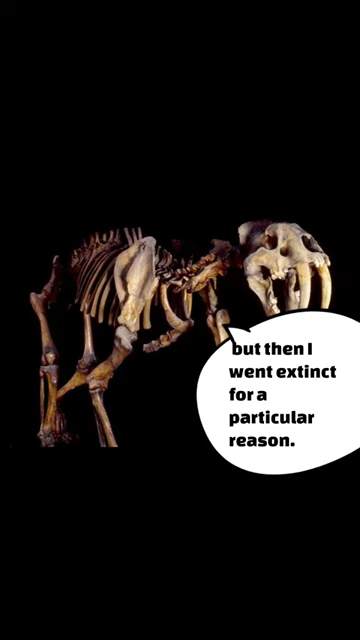 but then I
went extinct
for a
particular
reason.